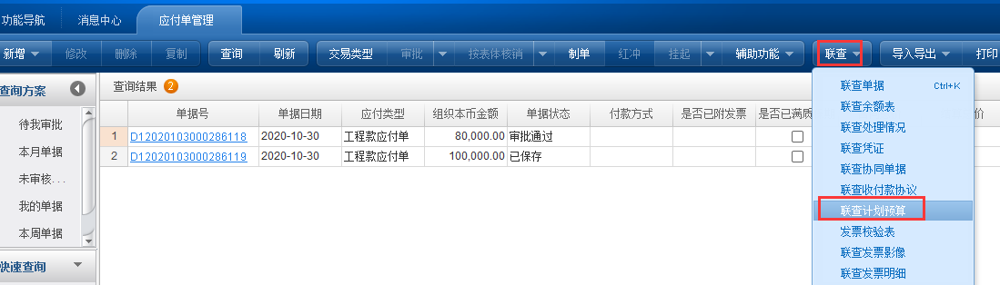 功能导航 消息中心 应付单管理
新增 修改 删除 复制 查询 刷新 交易类型 审批 按表体核销 制单 红冲 挂起 辅助功能 联查 导入导出 打印
查询方案
待我审批
本月单据
未审核...
我的单据
本周单据
快速查询
查询结果 2
单据号 单据日期 应付类型 组织本币金额 单据状态 付款方式 是否已附发票 是否已满质 价
1 D12020103000286118 2020-10-30 工程款应付单 80,000.00 审批通过
2 D12020103000286119 2020-10-30 工程款应付单 100,000.00 已保存
联查单据 Ctrl+K
联查余额表
联查处理情况
联查凭证
联查协同单据
联查收付款协议
联查计划预算
发票校验表
联查发票影像
联查发票明细